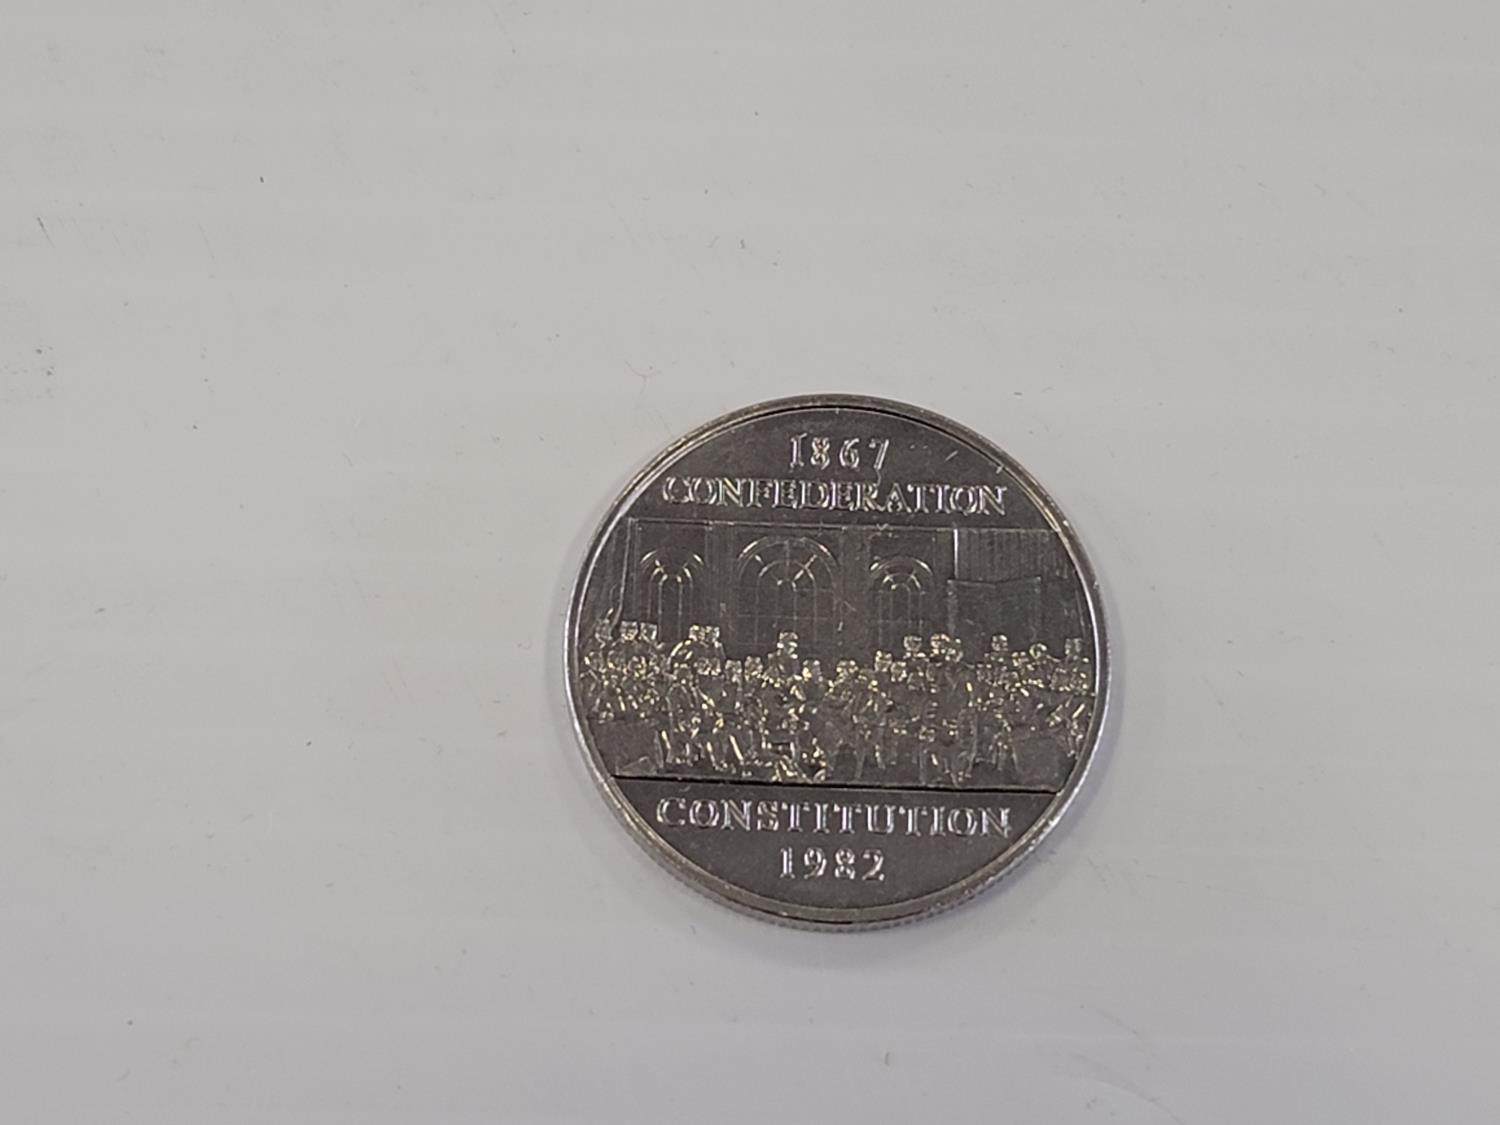 1867
CONFEDERATION
CONSTITUTION
1982